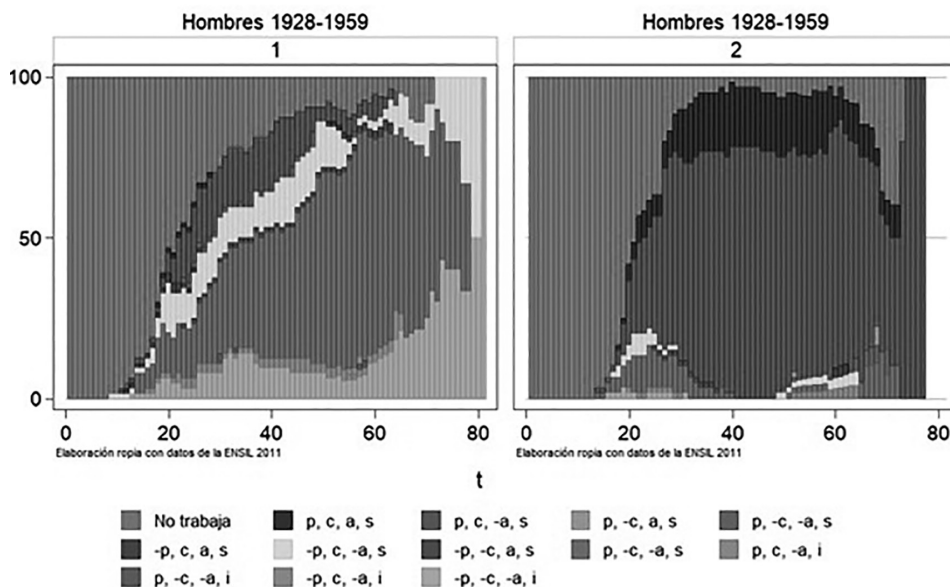 Hombres 1928-1959
1
Hombres 1928-1959
2
100
50
0
0 20 40 60 80
0 20 40 60 80
Elaboración ropia con datos de la ENSIL 2011
Elaboración ropia con datos de la ENSIL 2011
t
No trabaja
p, c, a, s
p, c, -a, s
p, -c, a, s
p, -c, -a, s
-p, c, a, s
-p, c, -a, s
-p, -c, a, s
-p, -c, -a, s
p, c, -a, i
p, -c, -a, i
-p, c, -a, i
-p, -c, -a, i